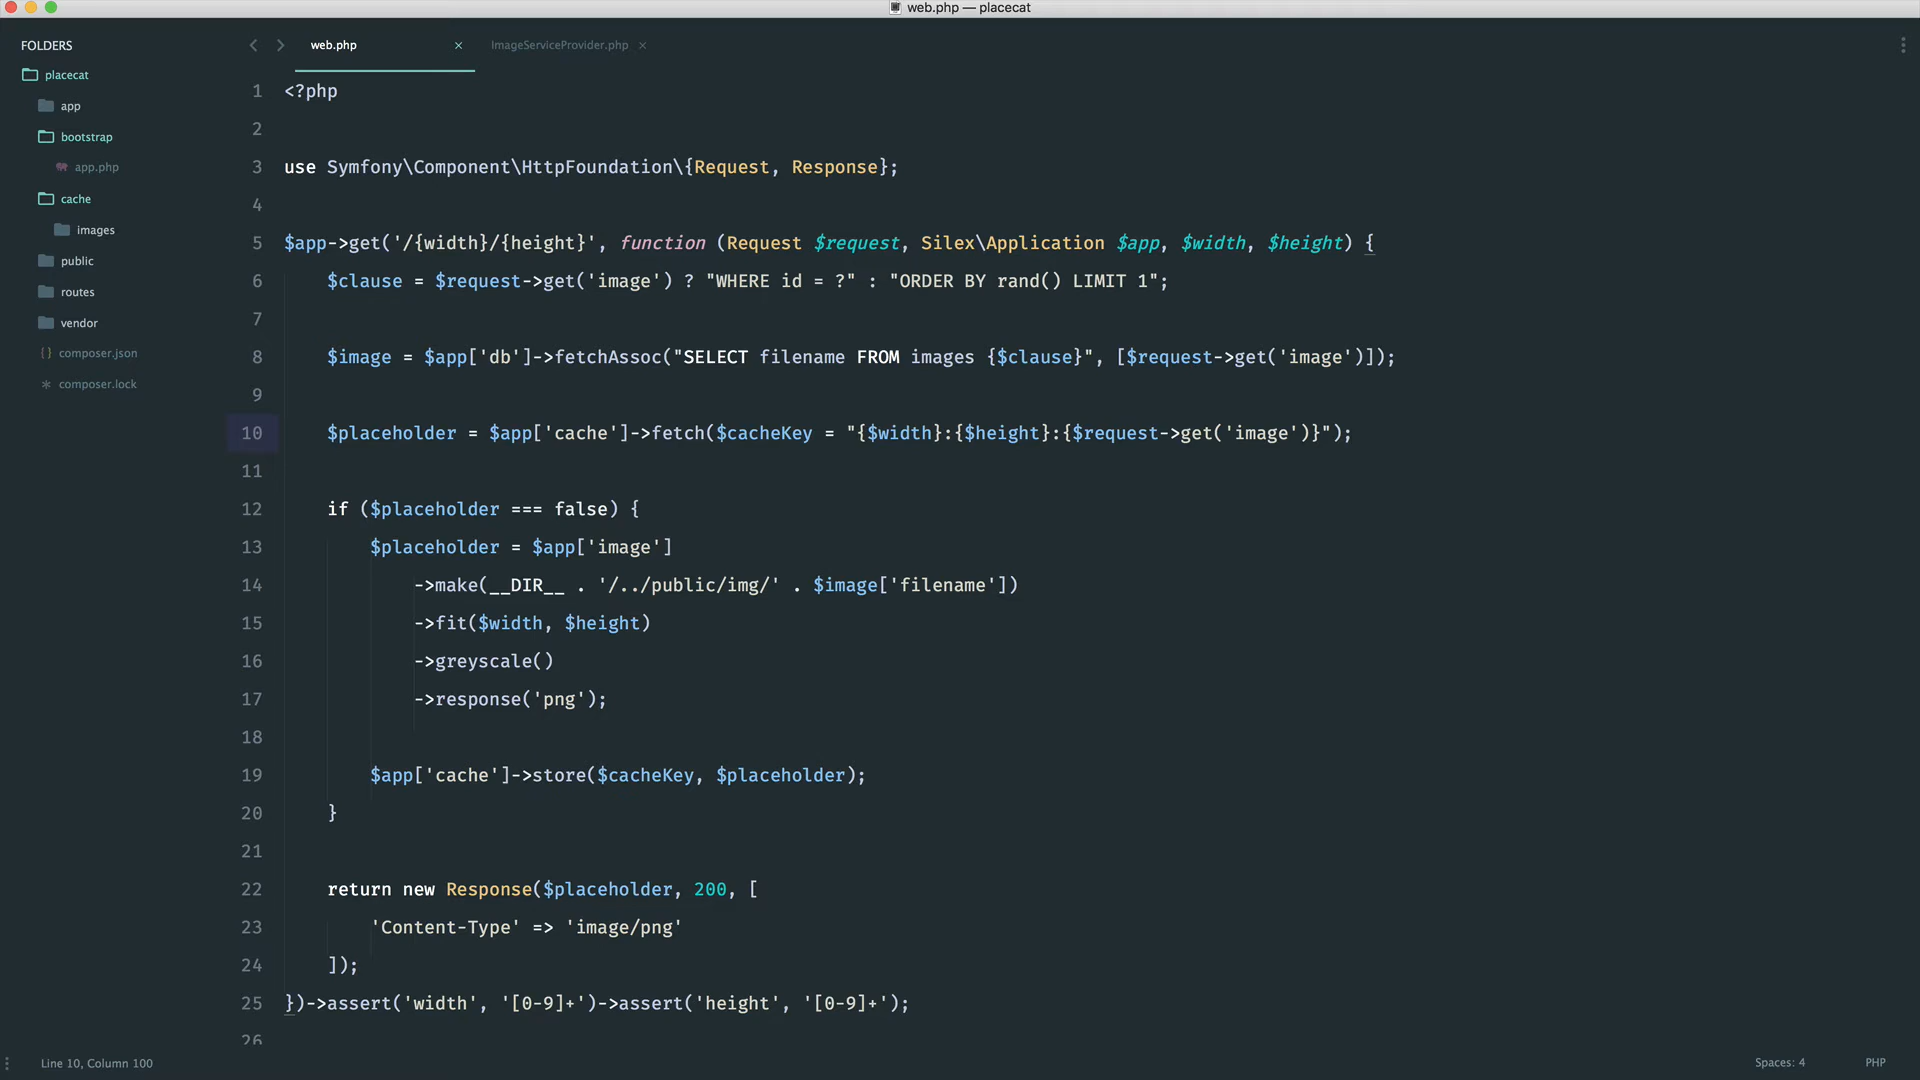 web.php — placecat
FOLDERS
placecat
app
bootstrap
app.php
cache
images
public
routes
vendor
{} composer.json
* composer.lock
web.php ×
ImageServiceProvider.php ×
1 <?php
2
3 use Symfony\Component\HttpFoundation\{Request, Response};
4
5 $app->get('/{width}/{height}', function (Request $request, Silex\Application $app, $width, $height) {
6     $clause = $request->get('image') ? "WHERE id = ?" : "ORDER BY rand() LIMIT 1";
7
8     $image = $app['db']->fetchAssoc("SELECT filename FROM images {$clause}", [$request->get('image')]);
9
10     $placeholder = $app['cache']->fetch($cacheKey = "{$width}:{$height}:{$request->get('image')}");
11
12     if ($placeholder === false) {
13         $placeholder = $app['image']
14             ->make(__DIR__ . '/../public/img/' . $image['filename'])
15             ->fit($width, $height)
16             ->greyscale()
17             ->response('png');
18
19         $app['cache']->store($cacheKey, $placeholder);
20     }
21
22     return new Response($placeholder, 200, [
23         'Content-Type' => 'image/png'
24     ]);
25 })->assert('width', '[0-9]+')->assert('height', '[0-9]+');
26
Line 10, Column 100
Spaces: 4
PHP